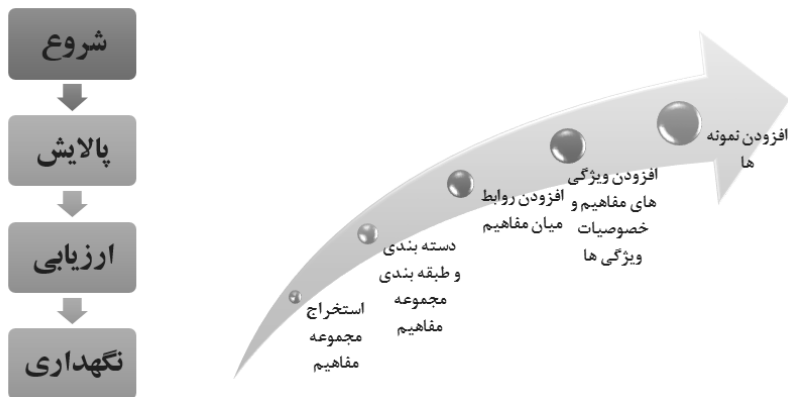 شروع
پالایش
ارزیابی
نگهداری
استخراج
مجموعه
مفاهیم
دسته بندی
و طبقه بندی
مجموعه
مفاهیم
افزودن روابط
میان مفاهیم
افزودن ویژگی
های مفاهیم و
خصوصیات
ویژگی ها
افزودن نمونه
ها